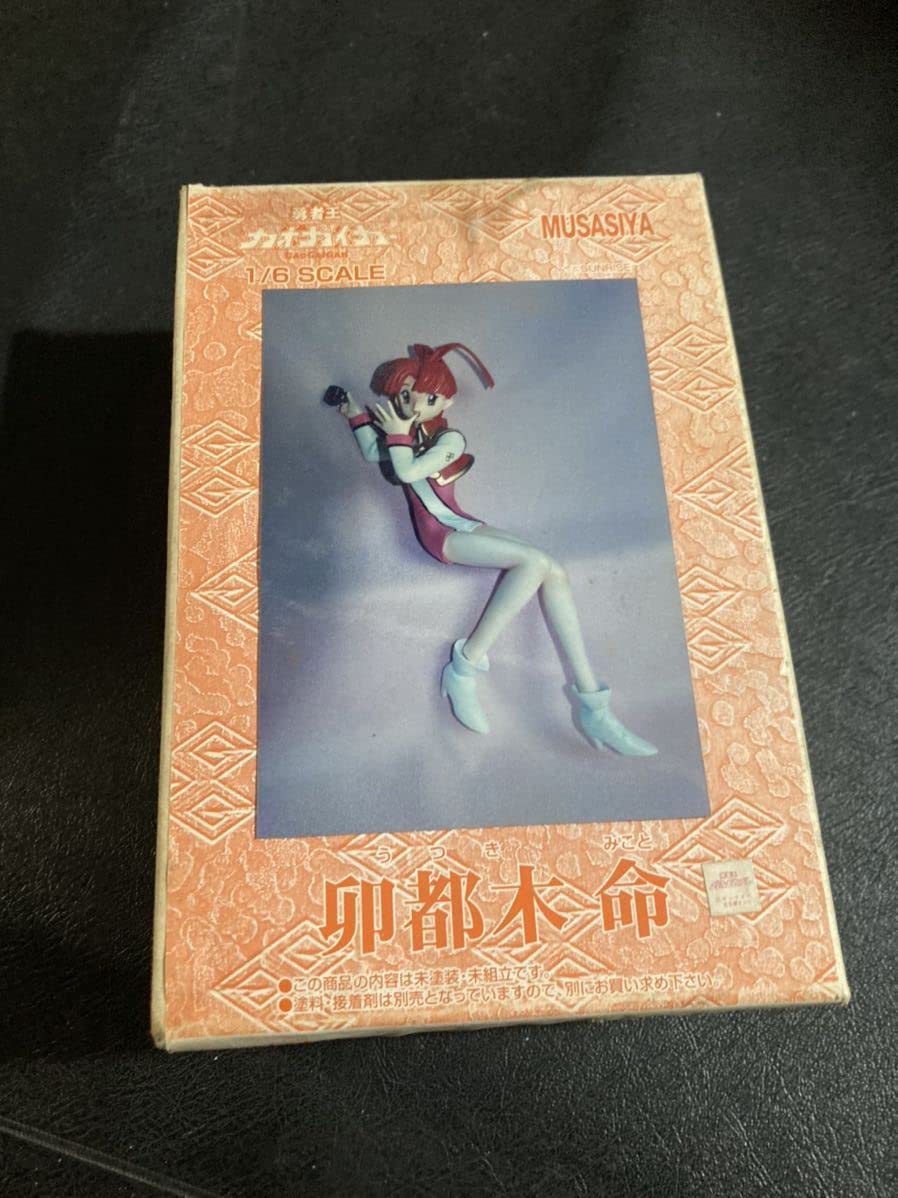 勇者王
ガオガイガー
GAOGAIGAR
1/6 SCALE
MUSASIYA
SUNRISE
うつき みこと
卯都木 命
●この商品の内容は未塗装・未組立です。
●塗料、接着剤は別売となっていますので、別にお買い求め下さい。